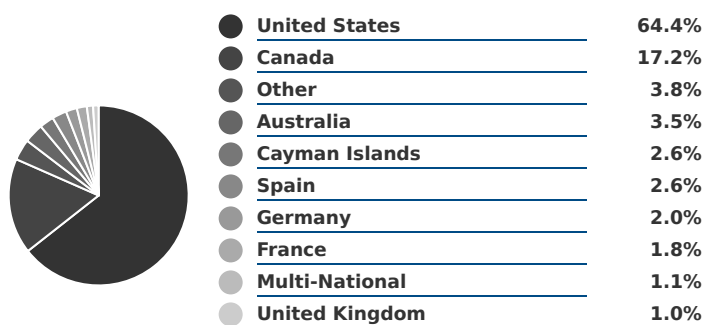 United States 64.4%
Canada 17.2%
Other 3.8%
Australia 3.5%
Cayman Islands 2.6%
Spain 2.6%
Germany 2.0%
France 1.8%
Multi-National 1.1%
United Kingdom 1.0%